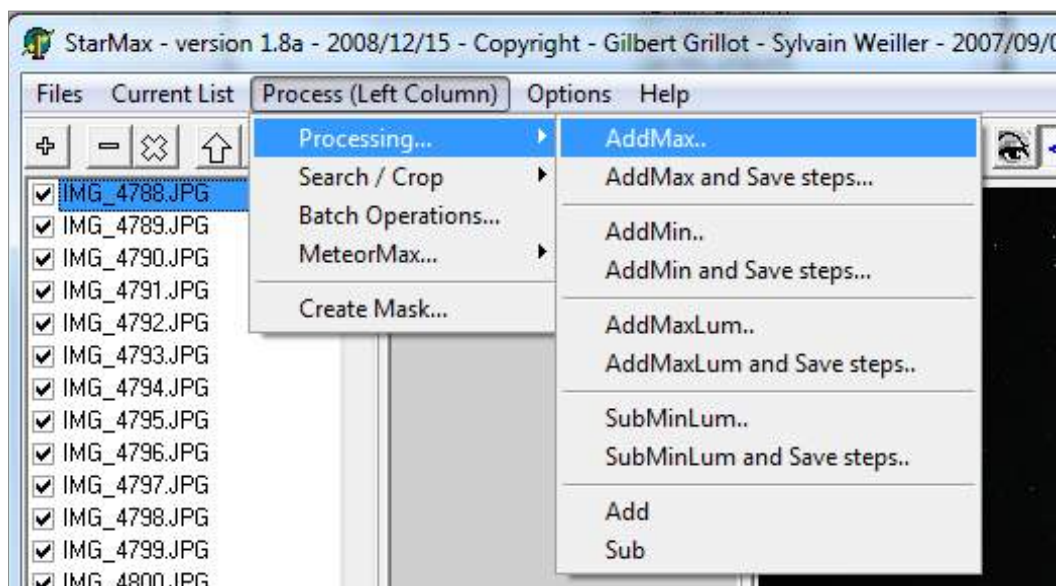 StarMax - version 1.8a - 2008/12/15 - Copyright - Gilbert Grillot - Sylvain Weiller - 2007/09/0
Files Current List Process (Left Column) Options Help
Processing...
Search / Crop
Batch Operations...
MeteorMax...
Create Mask...
AddMax..
AddMax and Save steps...
AddMin..
AddMin and Save steps...
AddMaxLum..
AddMaxLum and Save steps..
SubMinLum..
SubMinLum and Save steps..
Add
Sub
IMG_4788.JPG
IMG_4789.JPG
IMG_4790.JPG
IMG_4791.JPG
IMG_4792.JPG
IMG_4793.JPG
IMG_4794.JPG
IMG_4795.JPG
IMG_4796.JPG
IMG_4797.JPG
IMG_4798.JPG
IMG_4799.JPG
IMG_4800.JPG